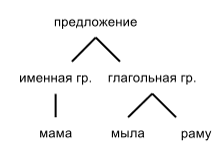 предложение
именная гр. глагольная гр.
мама мыла раму